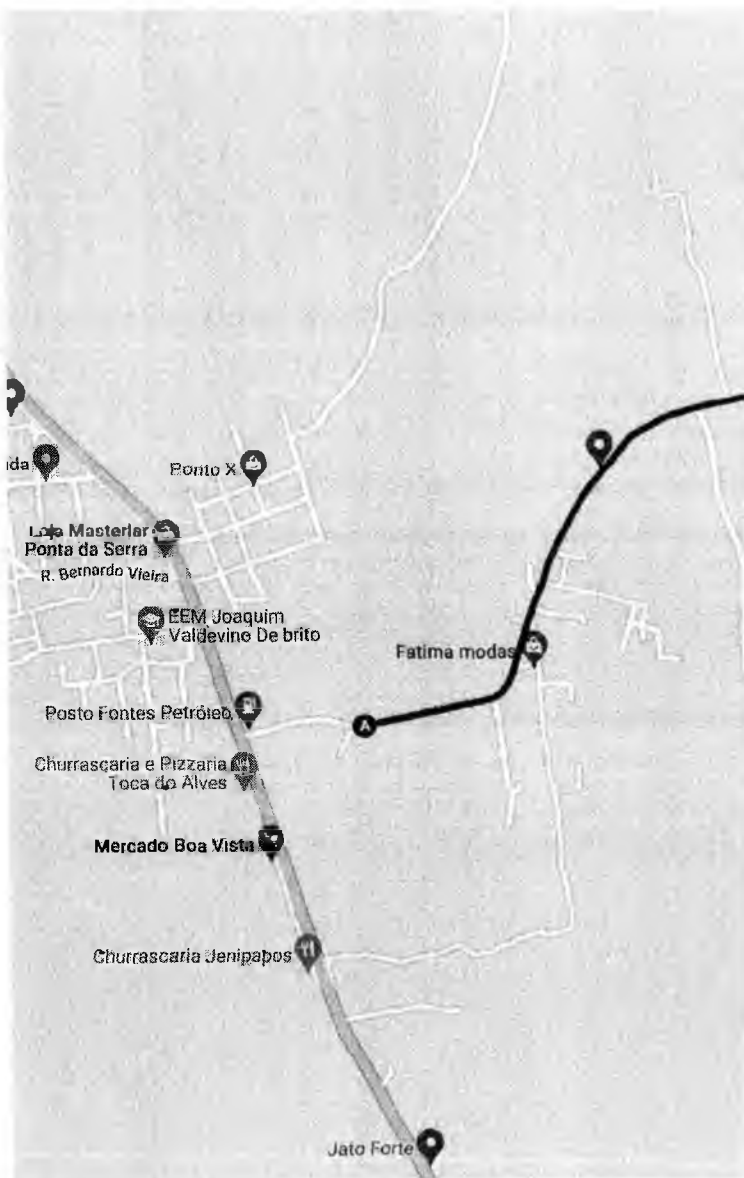 ida
Ponto X
Loja Masterlar
Ponta da Serra
R. Bernardo Vieira
EEM Joaquim
Valdevino De brito
Fatima modas
Posto Fontes Petróleo
A
Churrascaria e Pizzaria
Toca do Alves
Mercado Boa Vista
Churrascaria Jenipapos
Jato Forte